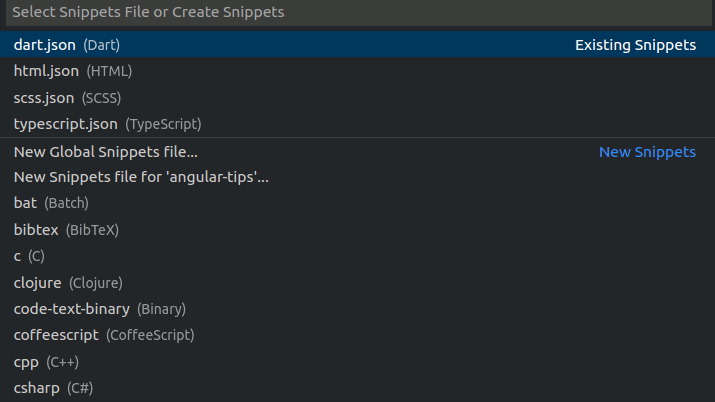 Select Snippets File or Create Snippets
dart.json (Dart) Existing Snippets
html.json (HTML)
scss.json (SCSS)
typescript.json (TypeScript)
New Global Snippets file... New Snippets
New Snippets file for 'angular-tips'...
bat (Batch)
bibtex (BibTeX)
c (C)
clojure (Clojure)
code-text-binary (Binary)
coffeescript (CoffeeScript)
cpp (C++)
csharp (C#)